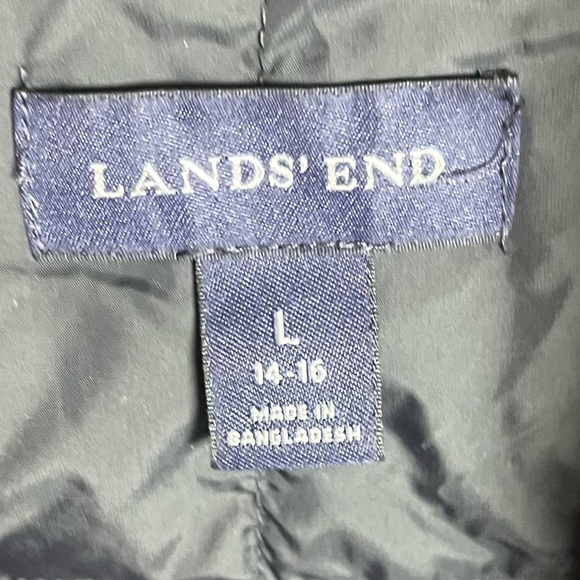 LANDS' END
L
14-16
MADE IN
BANGLADESH